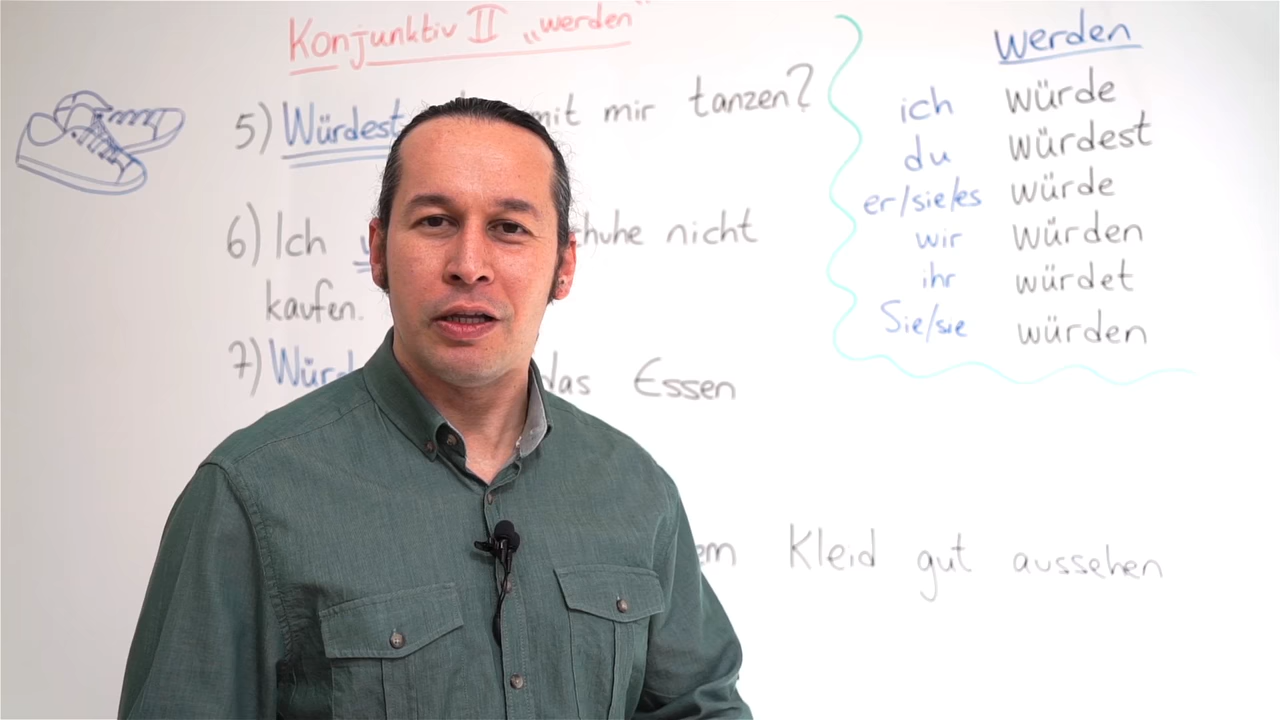 Konjunktiv II „werden“
5) Würdest mit mir tanzen?
6) Ich nicht
kaufen.
7) das Essen
Kleid gut aussehen
werden
ich würde
du würdest
er/sie/es würde
wir würden
ihr würdet
Sie/sie würden